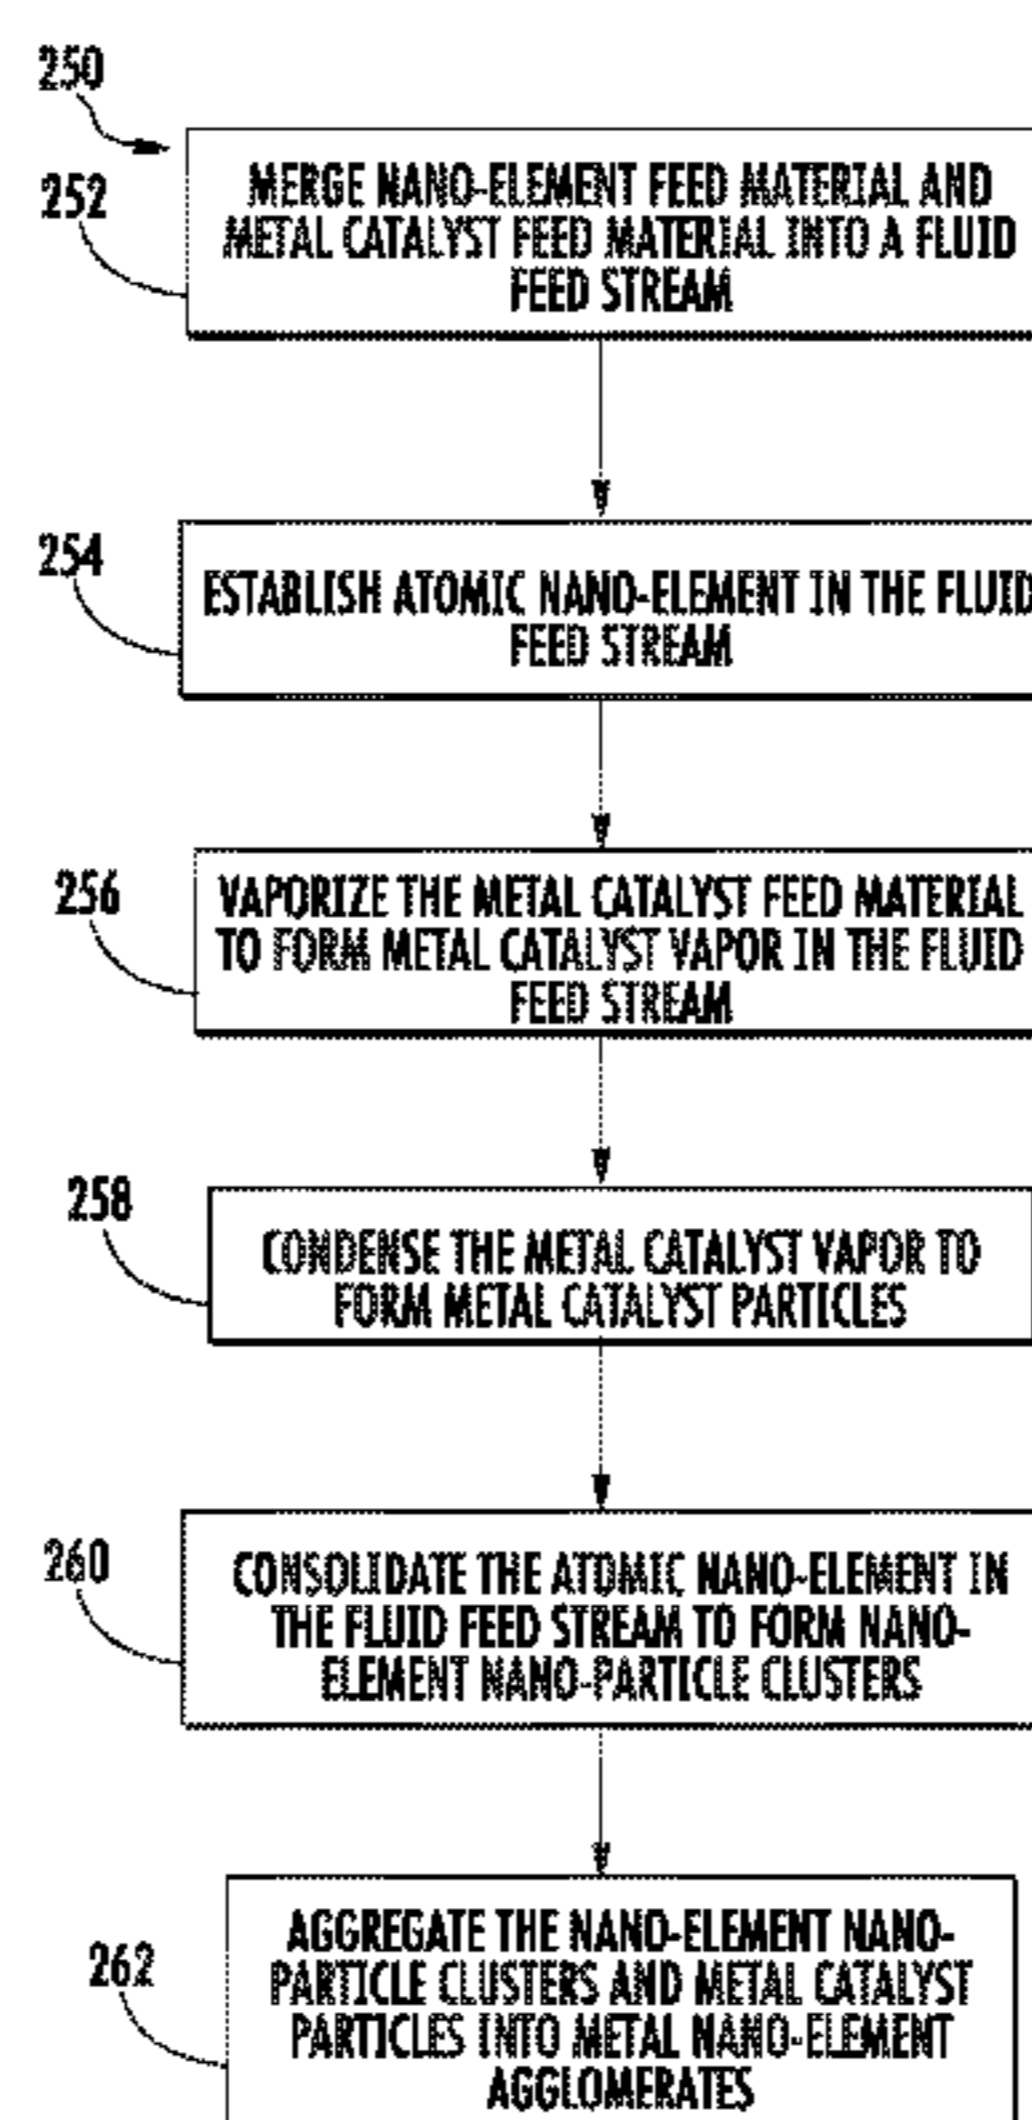 250
252
MERGE NANO-ELEMENT FEED MATERIAL AND
METAL CATALYST FEED MATERIAL INTO A FLUID
FEED STREAM
254
ESTABLISH ATOMIC NANO-ELEMENT IN THE FLUID
FEED STREAM
256
VAPORIZE THE METAL CATALYST FEED MATERIAL
TO FORM METAL CATALYST VAPOR IN THE FLUID
FEED STREAM
258
CONDENSE THE METAL CATALYST VAPOR TO
FORM METAL CATALYST PARTICLES
260
CONSOLIDATE THE ATOMIC NANO-ELEMENT IN
THE FLUID FEED STREAM TO FORM NANO-
ELEMENT NANO-PARTICLE CLUSTERS
262
AGGREGATE THE NANO-ELEMENT NANO-
PARTICLE CLUSTERS AND METAL CATALYST
PARTICLES INTO METAL NANO-ELEMENT
AGGLOMERATES